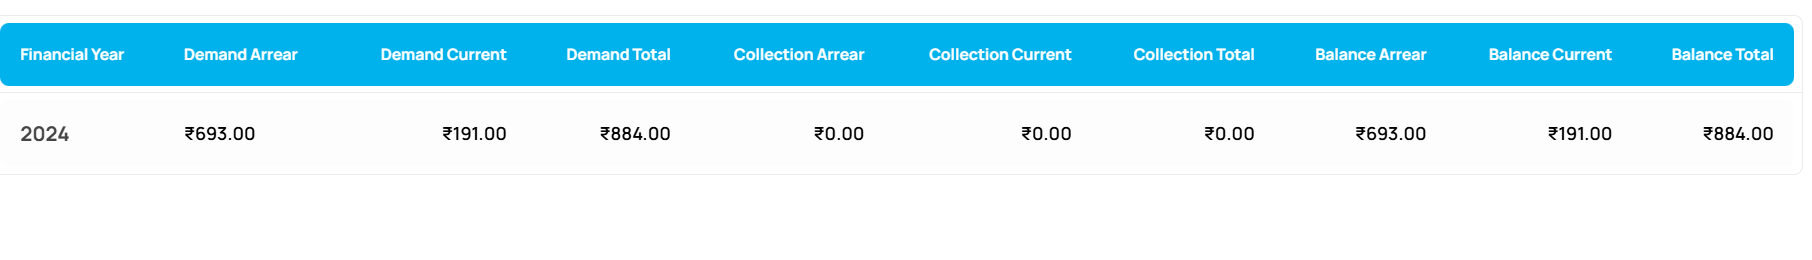 Financial Year Demand Arrear Demand Current Demand Total Collection Arrear Collection Current Collection Total Balance Arrear Balance Current Balance Total
2024 ₹693.00 ₹191.00 ₹884.00 ₹0.00 ₹0.00 ₹0.00 ₹693.00 ₹191.00 ₹884.00